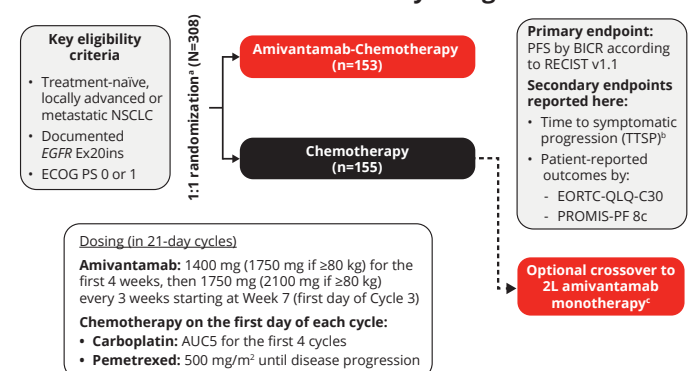 Key eligibility
criteria
• Treatment-naïve,
locally advanced or
metastatic NSCLC
• Documented
EGFR Ex20ins
• ECOG PS 0 or 1
1:1 randomizationᵃ (N=308)
Amivantamab-Chemotherapy
(n=153)
Chemotherapy
(n=155)
Primary endpoint:
PFS by BICR according
to RECIST v1.1
Secondary endpoints
reported here:
• Time to symptomatic
progression (TTSP)ᵇ
• Patient-reported
outcomes by:
- EORTC-QLQ-C30
- PROMIS-PF 8c
Optional crossover to
2L amivantamab
monotherapyᶜ
Dosing (in 21-day cycles)
Amivantamab: 1400 mg (1750 mg if ≥80 kg) for the
first 4 weeks, then 1750 mg (2100 mg if ≥80 kg)
every 3 weeks starting at Week 7 (first day of Cycle 3)
Chemotherapy on the first day of each cycle:
• Carboplatin: AUC5 for the first 4 cycles
• Pemetrexed: 500 mg/m² until disease progression